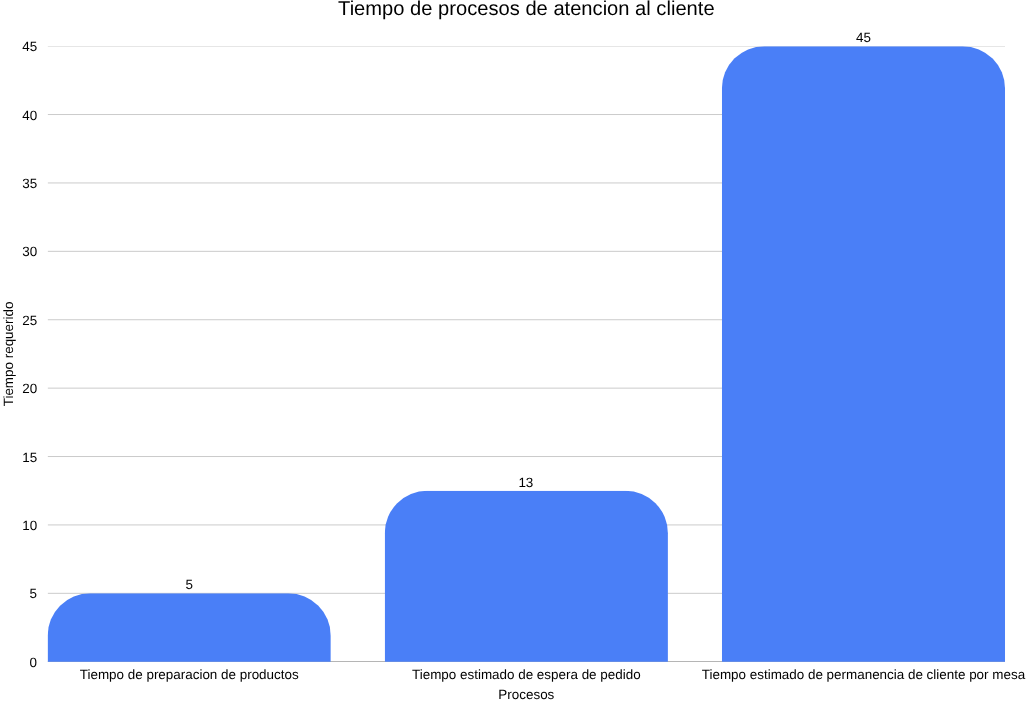 Tiempo de procesos de atencion al cliente
45
45
40
35
30
25
20
15
13
10
5
5
0
Tiempo requerido
Tiempo de preparacion de productos
Tiempo estimado de espera de pedido
Tiempo estimado de permanencia de cliente por mesa
Procesos